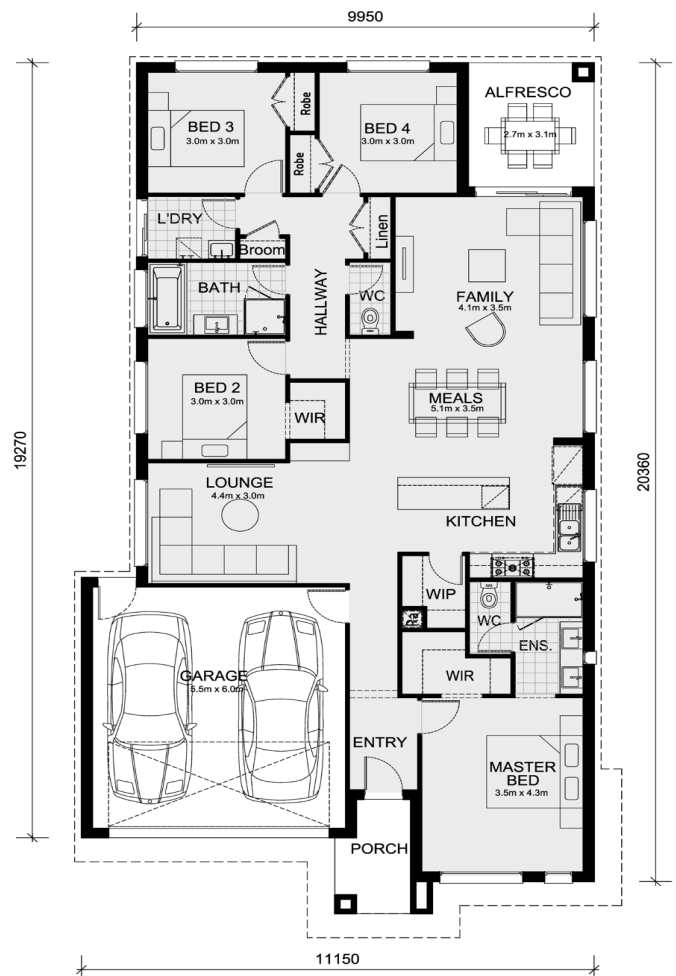 9950
ALFRESCO
2.7m x 3.1m
BED 3
3.0m x 3.0m
Robe
BED 4
3.0m x 3.0m
Robe
L'DRY
Broom
Linen
BATH
HALLWAY
WC
FAMILY
4.1m x 3.5m
BED 2
3.0m x 3.0m
WIR
MEALS
5.1m x 3.5m
19270
20360
LOUNGE
4.4m x 3.0m
KITCHEN
WIP
Ra
WC
ENS.
WIR
GARAGE
5.5m x 6.0m
ENTRY
MASTER
BED
3.5m x 4.3m
PORCH
11150